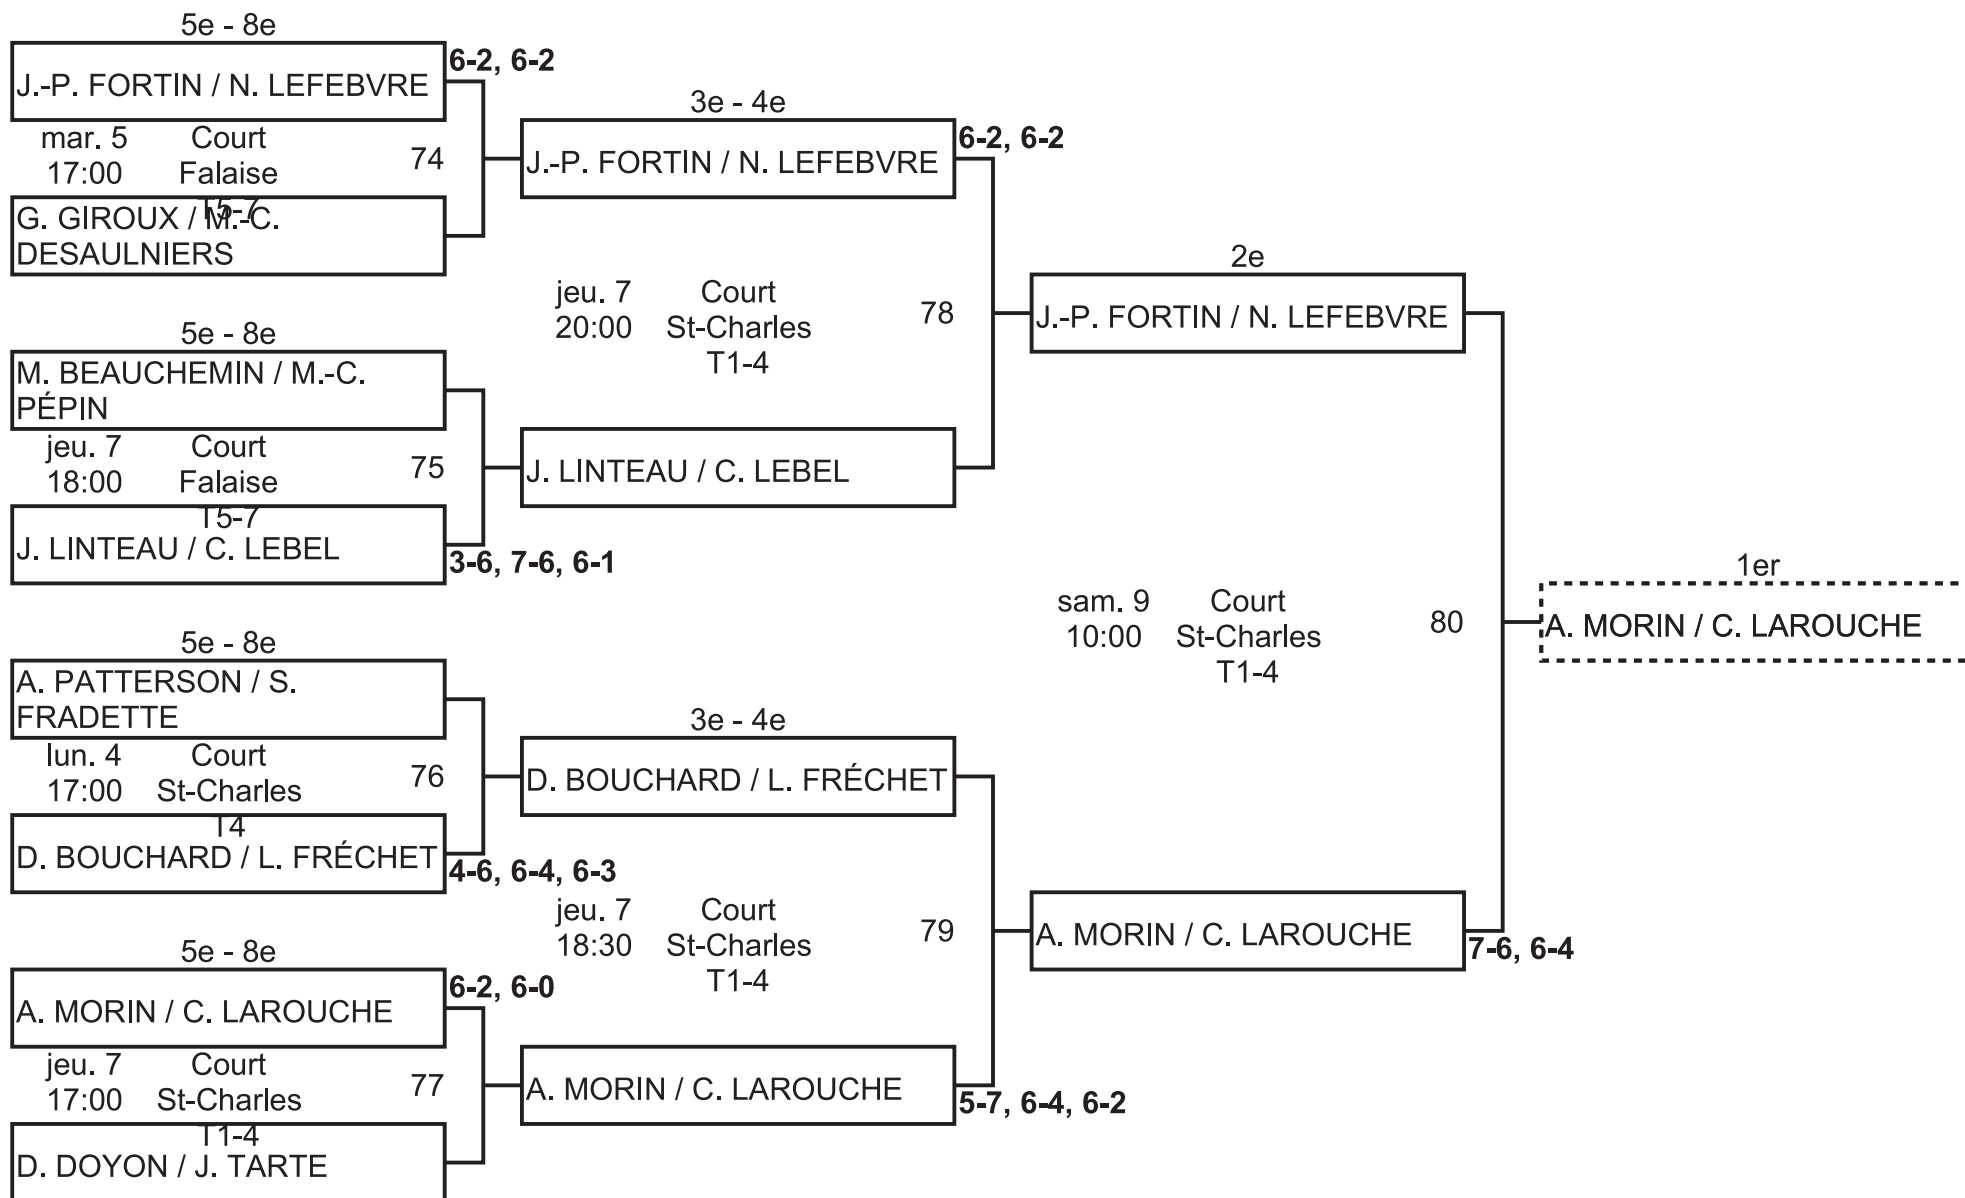 5e - 8e
J.-P. FORTIN / N. LEFEBVRE
6-2, 6-2
mar. 5 Court
17:00 Falaise
T5-7
74
G. GIROUX / M.-C.
DESAULNIERS
5e - 8e
M. BEAUCHEMIN / M.-C.
PÉPIN
jeu. 7 Court
18:00 Falaise
T5-7
75
J. LINTEAU / C. LEBEL
3-6, 7-6, 6-1
5e - 8e
A. PATTERSON / S.
FRADETTE
lun. 4 Court
17:00 St-Charles
T4
76
D. BOUCHARD / L. FRÉCHET
4-6, 6-4, 6-3
5e - 8e
A. MORIN / C. LAROUCHE
6-2, 6-0
jeu. 7 Court
17:00 St-Charles
T1-4
77
D. DOYON / J. TARTE
3e - 4e
J.-P. FORTIN / N. LEFEBVRE
6-2, 6-2
jeu. 7 Court
20:00 St-Charles
T1-4
78
J. LINTEAU / C. LEBEL
3e - 4e
D. BOUCHARD / L. FRÉCHET
jeu. 7 Court
18:30 St-Charles
T1-4
79
A. MORIN / C. LAROUCHE
5-7, 6-4, 6-2
2e
J.-P. FORTIN / N. LEFEBVRE
sam. 9 Court
10:00 St-Charles
T1-4
80
A. MORIN / C. LAROUCHE
7-6, 6-4
1er
A. MORIN / C. LAROUCHE